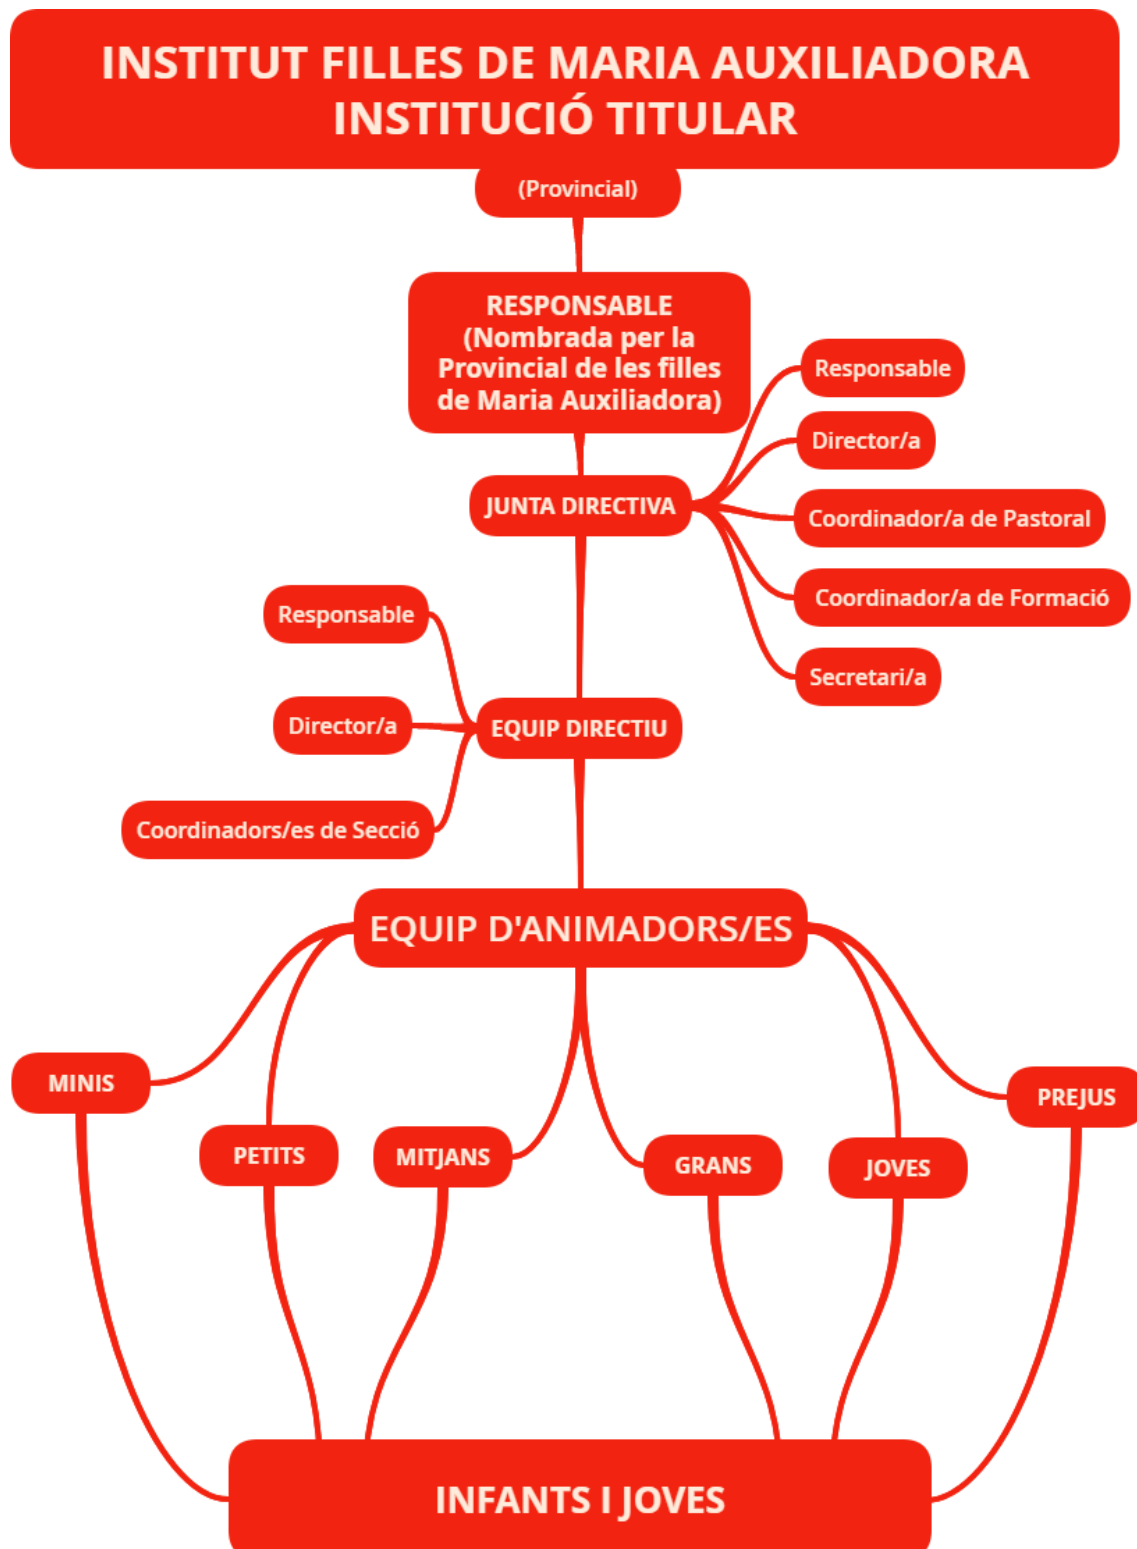 INSTITUT FILLES DE MARIA AUXILIADORA
INSTITUCIÓ TITULAR
(Provincial)
RESPONSABLE
(Nombrada per la
Provincial de les filles
de Maria Auxiliadora)
Responsable
Director/a
JUNTA DIRECTIVA
Coordinador/a de Pastoral
Coordinador/a de Formació
Secretari/a
Responsable
Director/a
EQUIP DIRECTIU
Coordinadors/es de Secció
EQUIP D'ANIMADORS/ES
MINIS
PETITS
MITJANS
GRANS
JOVES
PREJUS
INFANTS I JOVES